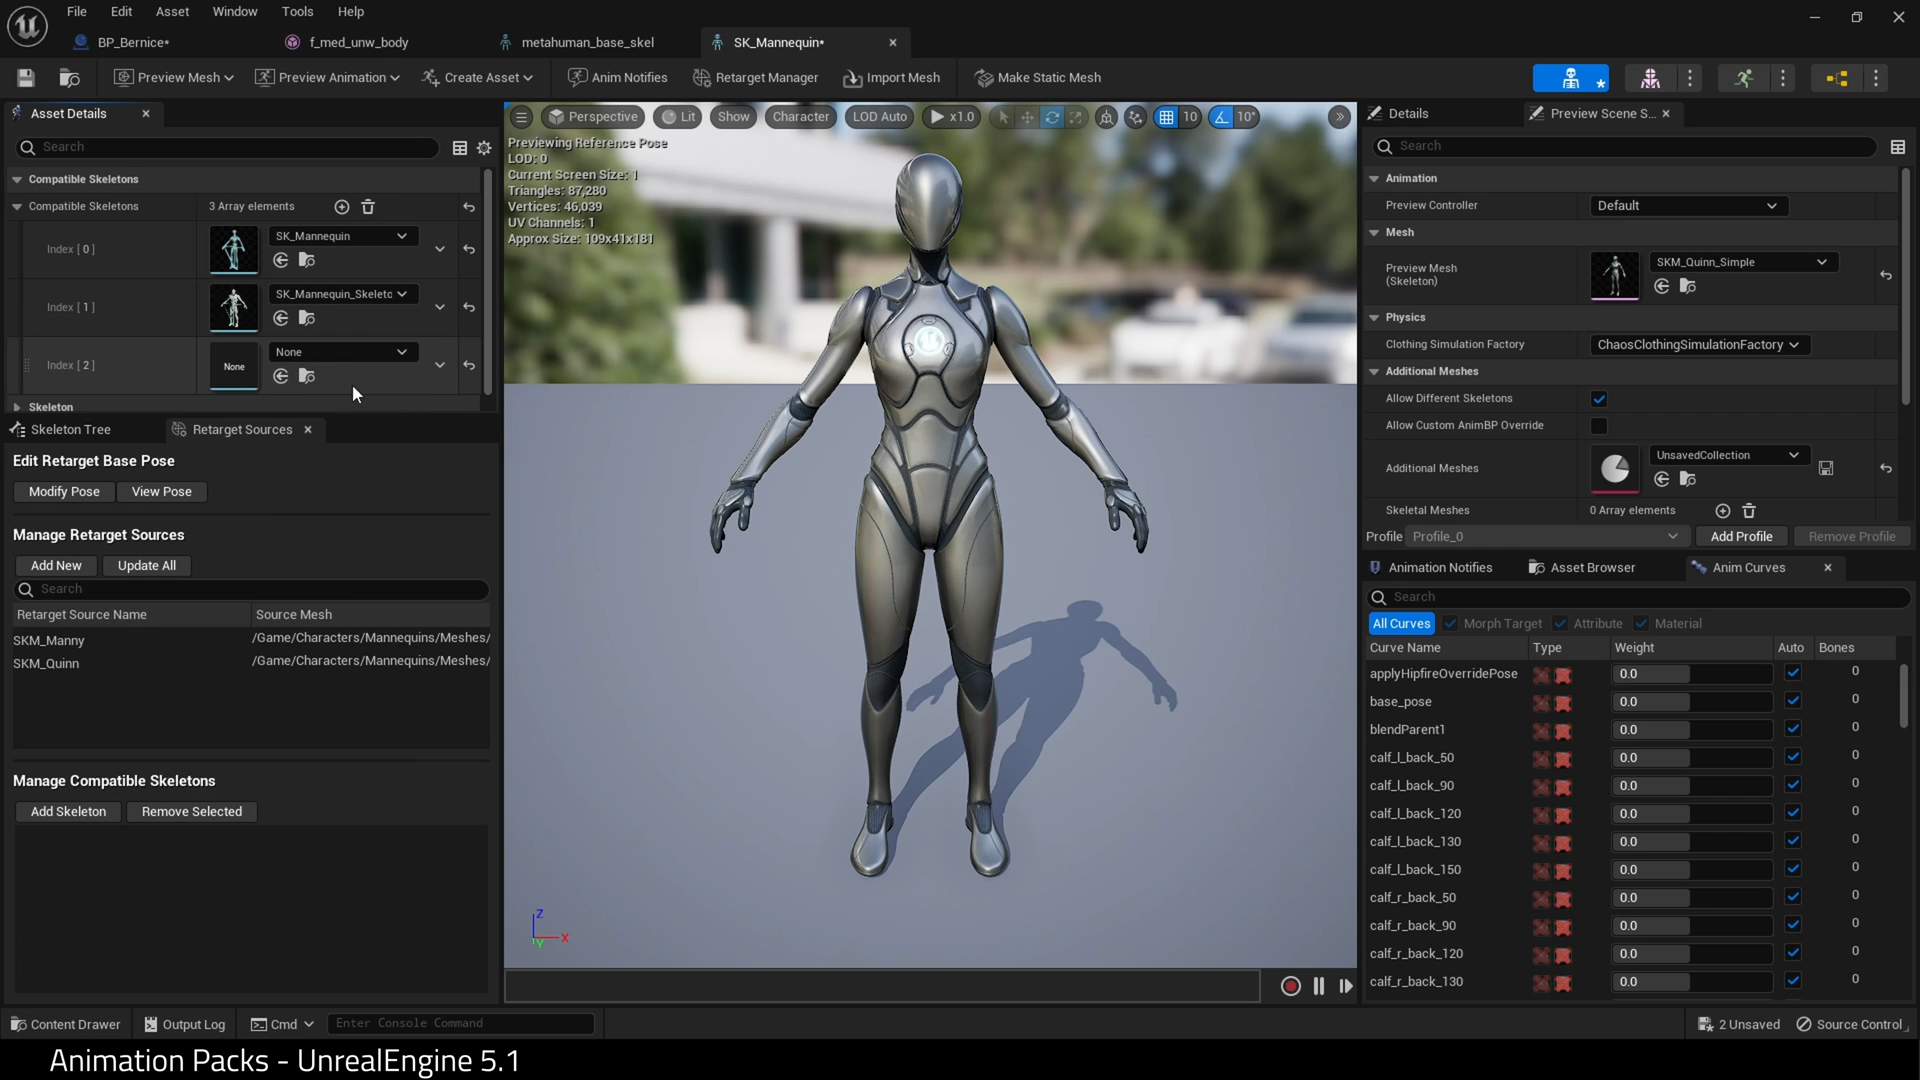 File Edit Asset Window Tools Help
BP_Bernice* f_med_unw_body metahuman_base_skel SK_Mannequin*
Preview Mesh Preview Animation Create Asset Anim Notifies Retarget Manager Import Mesh Make Static Mesh
Asset Details
Search
Compatible Skeletons
Compatible Skeletons 3 Array elements
Index [ 0 ] SK_Mannequin
Index [ 1 ] SK_Mannequin_Skeleto
Index [ 2 ] None None
Skeleton
Skeleton Tree Retarget Sources
Edit Retarget Base Pose
Modify Pose View Pose
Manage Retarget Sources
Add New Update All
Search
Retarget Source Name Source Mesh
SKM_Manny /Game/Characters/Mannequins/Meshes/
SKM_Quinn /Game/Characters/Mannequins/Meshes/
Manage Compatible Skeletons
Add Skeleton Remove Selected
Perspective Lit Show Character LOD Auto x1.0 10 10°
Previewing Reference Pose
LOD: 0
Current Screen Size: 1
Triangles: 87,280
Vertices: 46,039
UV Channels: 1
Approx Size: 109x41x181
Z
X
Y
Details Preview Scene S...
Search
Animation
Preview Controller Default
Mesh
Preview Mesh
(Skeleton)
SKM_Quinn_Simple
Physics
Clothing Simulation Factory ChaosClothingSimulationFactory
Additional Meshes
Allow Different Skeletons
Allow Custom AnimBP Override
Additional Meshes UnsavedCollection
Skeletal Meshes 0 Array elements
Profile Profile_0 Add Profile Remove Profile
Animation Notifies Asset Browser Anim Curves
Search
All Curves Morph Target Attribute Material
Curve Name Type Weight Auto Bones
applyHipfireOverridePose 0.0 0
base_pose 0.0 0
blendParent1 0.0 0
calf_l_back_50 0.0 0
calf_l_back_90 0.0 0
calf_l_back_120 0.0 0
calf_l_back_130 0.0 0
calf_l_back_150 0.0 0
calf_r_back_50 0.0 0
calf_r_back_90 0.0 0
calf_r_back_120 0.0 0
calf_r_back_130 0.0 0
Content Drawer Output Log Cmd Enter Console Command 2 Unsaved Source Control
Animation Packs - UnrealEngine 5.1